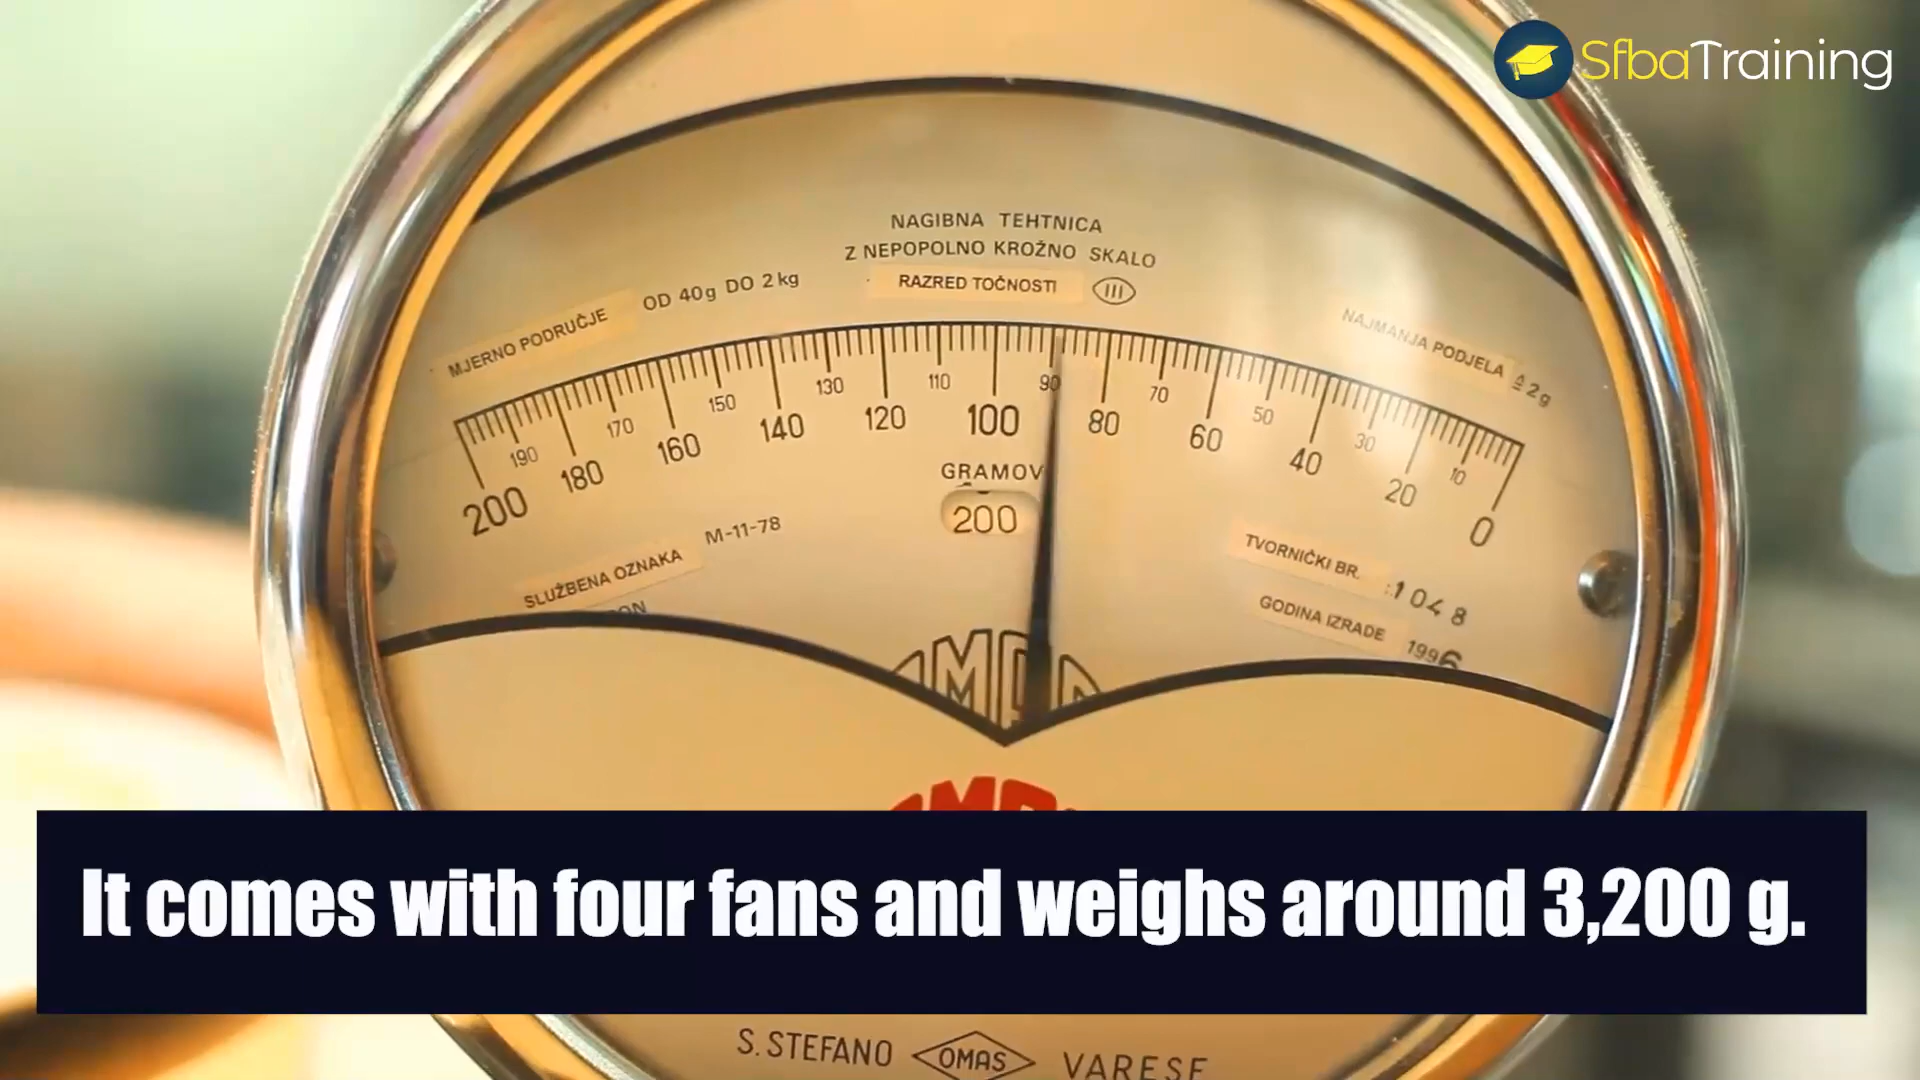 SfbaTraining
NAGIBNA TEHTNICA
Z NEPOPOLNO KROŽNO SKALO
MJERNO PODRUČJE OD 40g DO 2kg
RAZRED TOČNOSTI III
NAJMANJA PODJELA ≙ 2g
200 190 180 170 160 150 140 130 120 110 100 90 80 70 60 50 40 30 20 10 0
GRAMOV
200
SLUŽBENA OZNAKA M-11-78
TVORNIČKI BR. :1048
GODINA IZRADE 1996
It comes with four fans and weighs around 3,200 g.
S. STEFANO OMAS VARESE